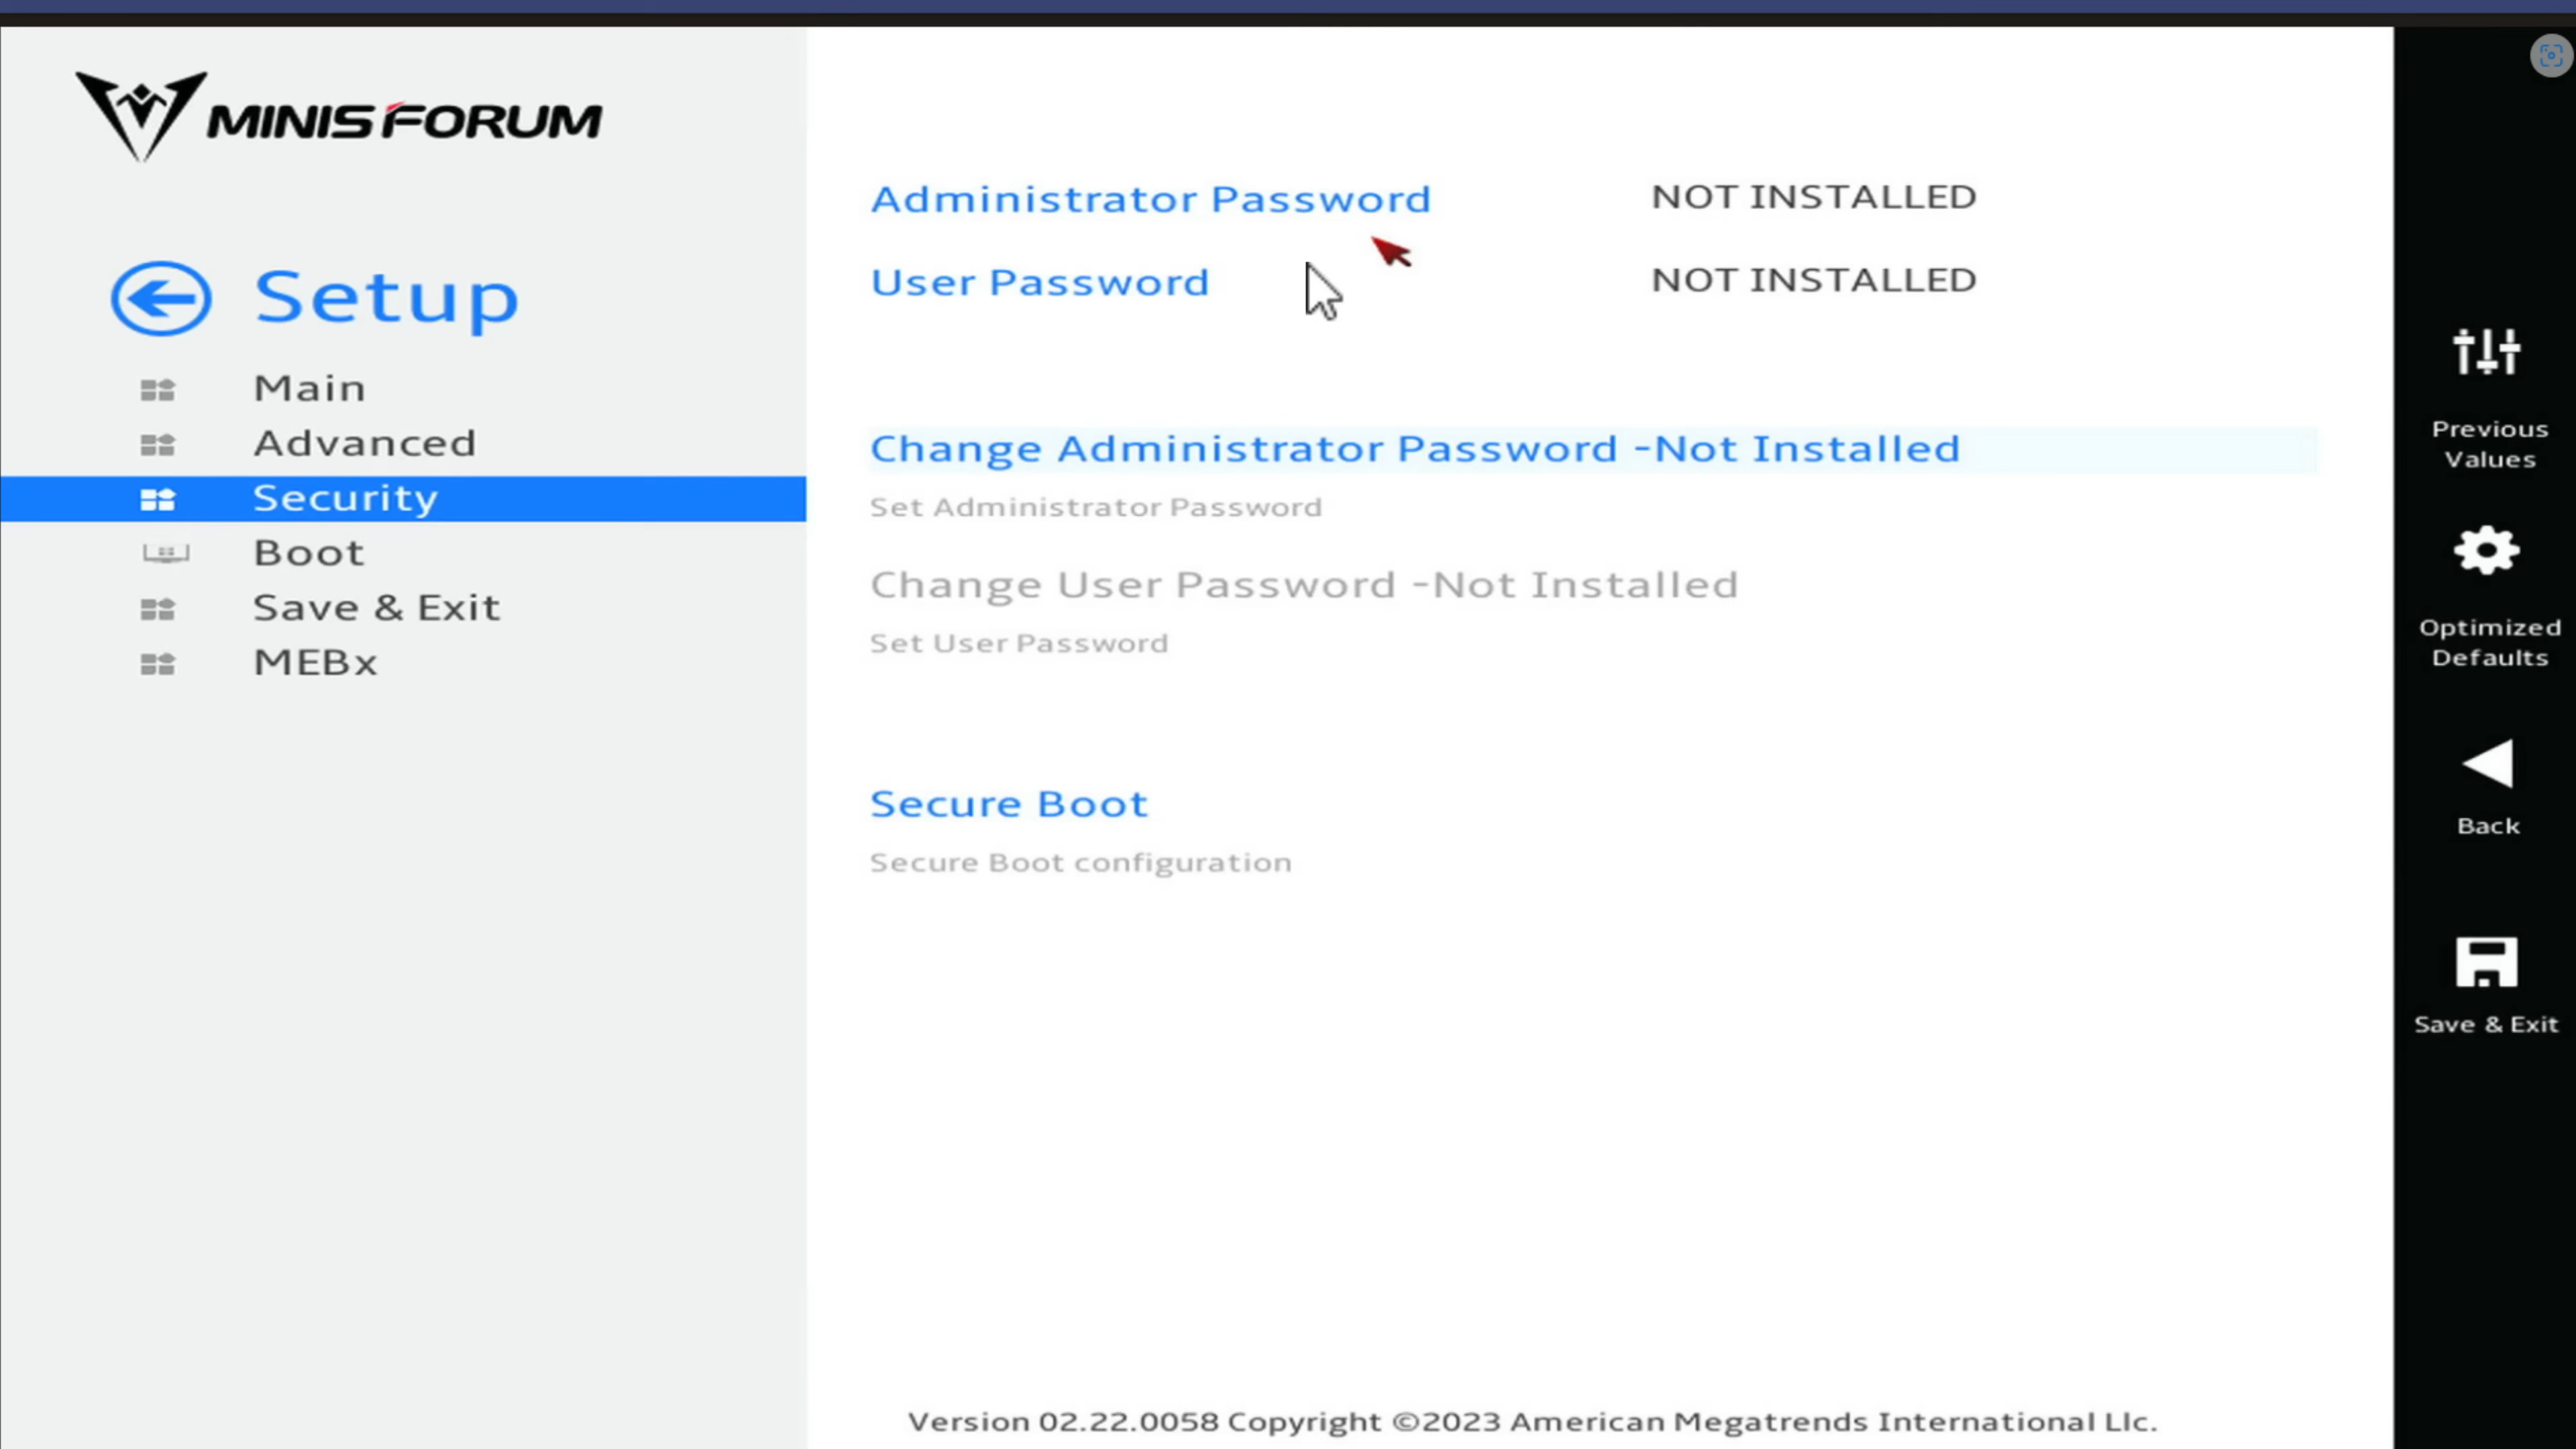 MINISFORUM
Setup
Main
Advanced
Security
Boot
Save & Exit
MEBx
Administrator Password NOT INSTALLED
User Password NOT INSTALLED
Change Administrator Password -Not Installed
Set Administrator Password
Change User Password -Not Installed
Set User Password
Secure Boot
Secure Boot configuration
Version 02.22.0058 Copyright ©2023 American Megatrends International Llc.
Previous
Values
Optimized
Defaults
Back
Save & Exit